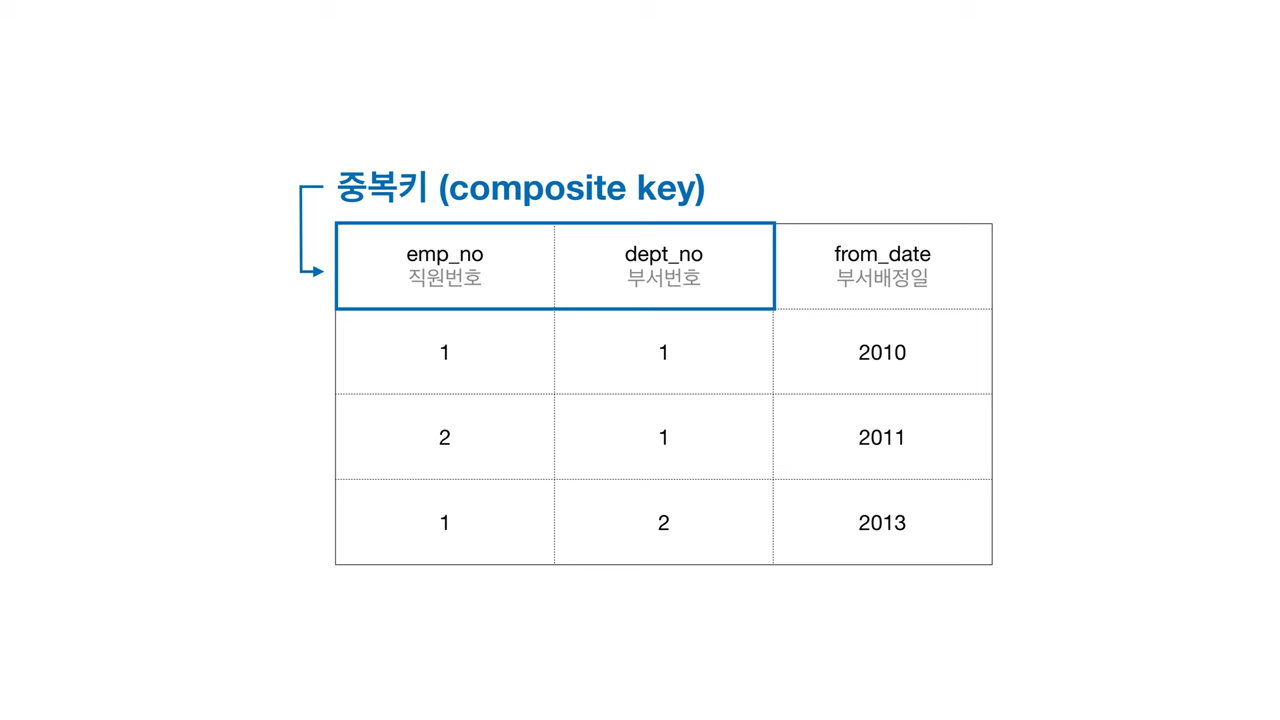 중복키 (composite key)
emp_no dept_no from_date
직원번호 부서번호 부서배정일
1 1 2010
2 1 2011
1 2 2013